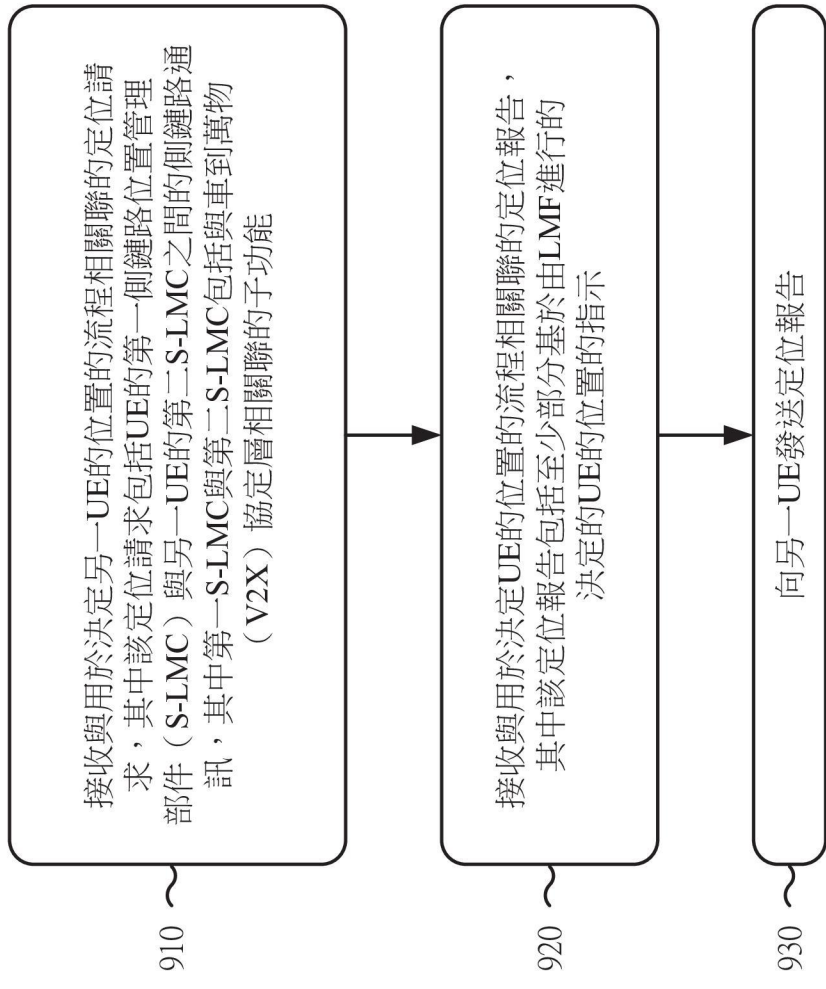 接收與用於決定另一UE的位置的流程相關聯的定位請
求，其中該定位請求包括UE的第一側鏈路位置管理
部件（S-LMC）與另一UE的第二S-LMC之間的側鏈路通
訊，其中第一S-LMC與第二S-LMC包括與車到萬物
（V2X）協定層相關聯的子功能
910
接收與用於決定UE的位置的流程相關聯的定位報告，
其中該定位報告包括至少部分基於由LMF進行的
決定的UE的位置的指示
920
向另一UE發送定位報告
930